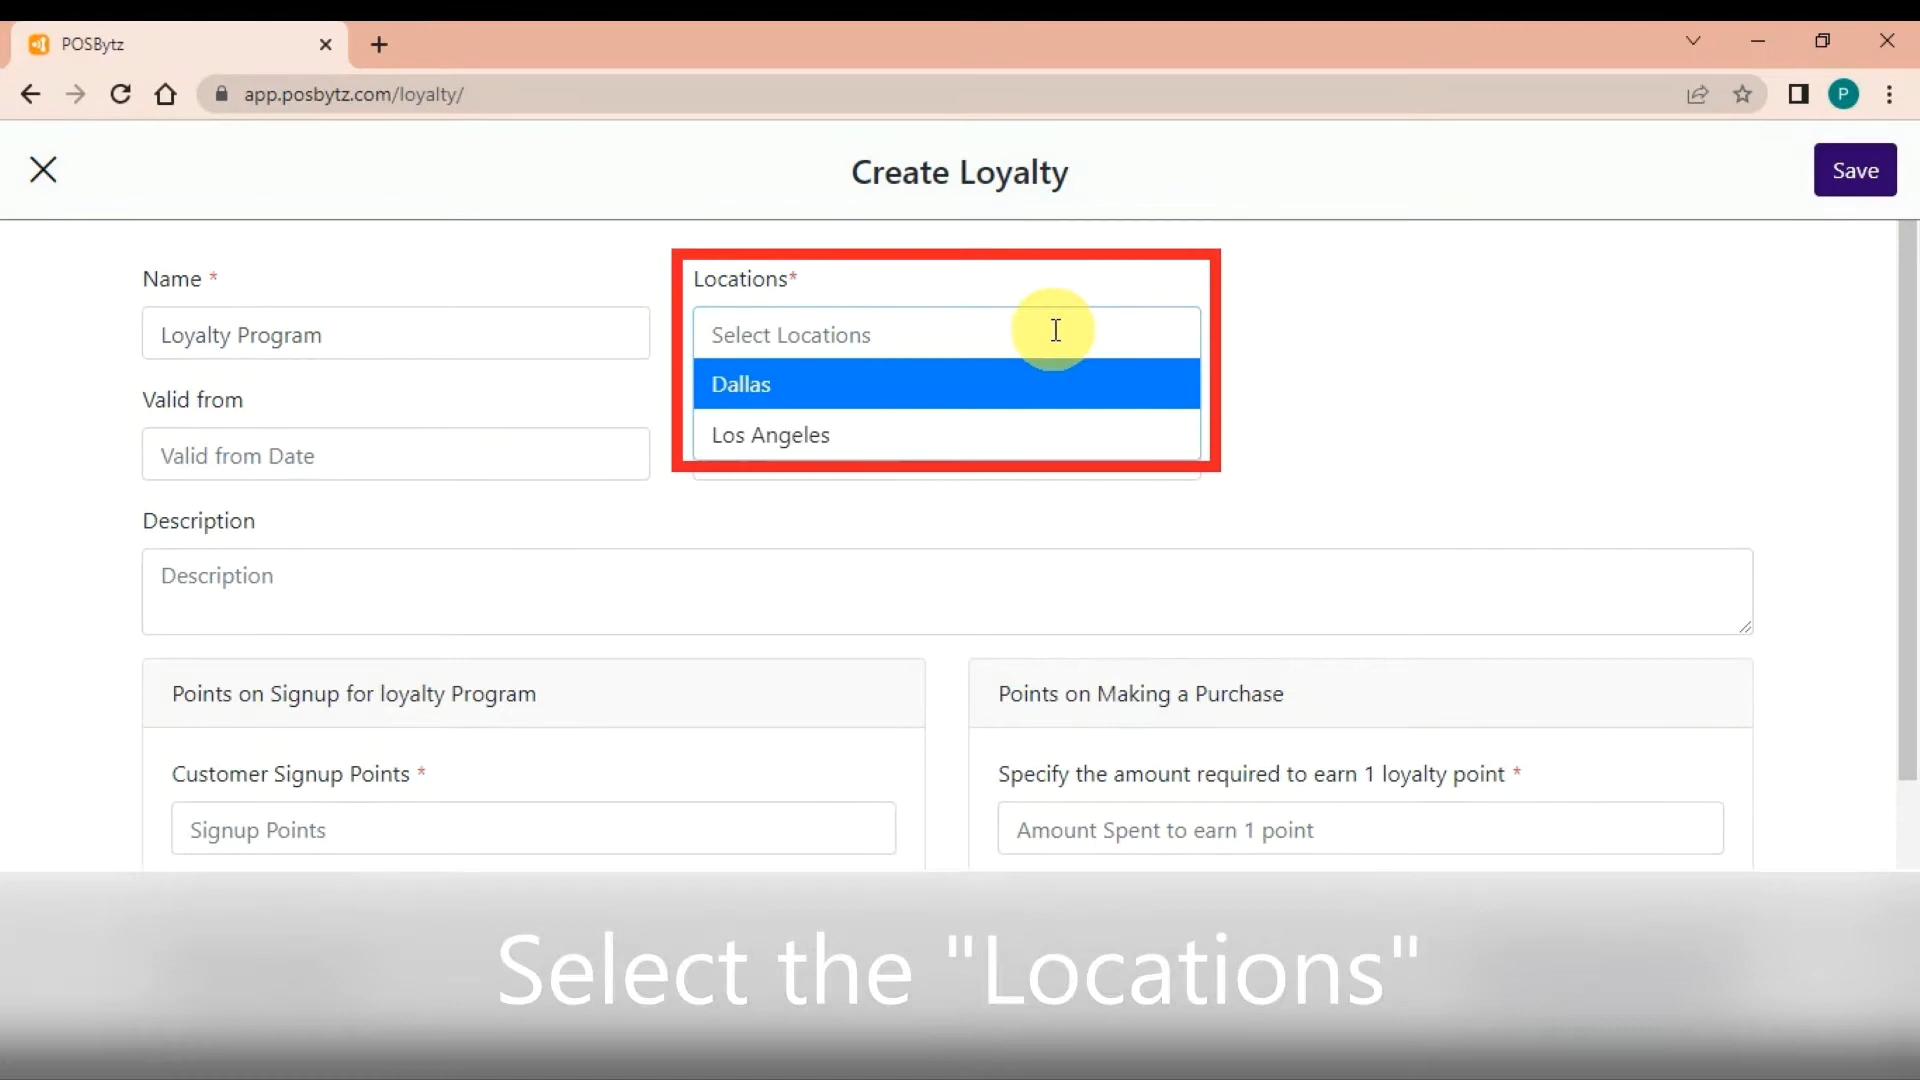 POSBytz
app.posbytz.com/loyalty/
P
Create Loyalty
Save
Name *
Locations*
Loyalty Program
Select Locations
Dallas
Los Angeles
Valid from
Valid from Date
Description
Description
Points on Signup for loyalty Program
Points on Making a Purchase
Customer Signup Points *
Specify the amount required to earn 1 loyalty point *
Signup Points
Amount Spent to earn 1 point
Select the "Locations"